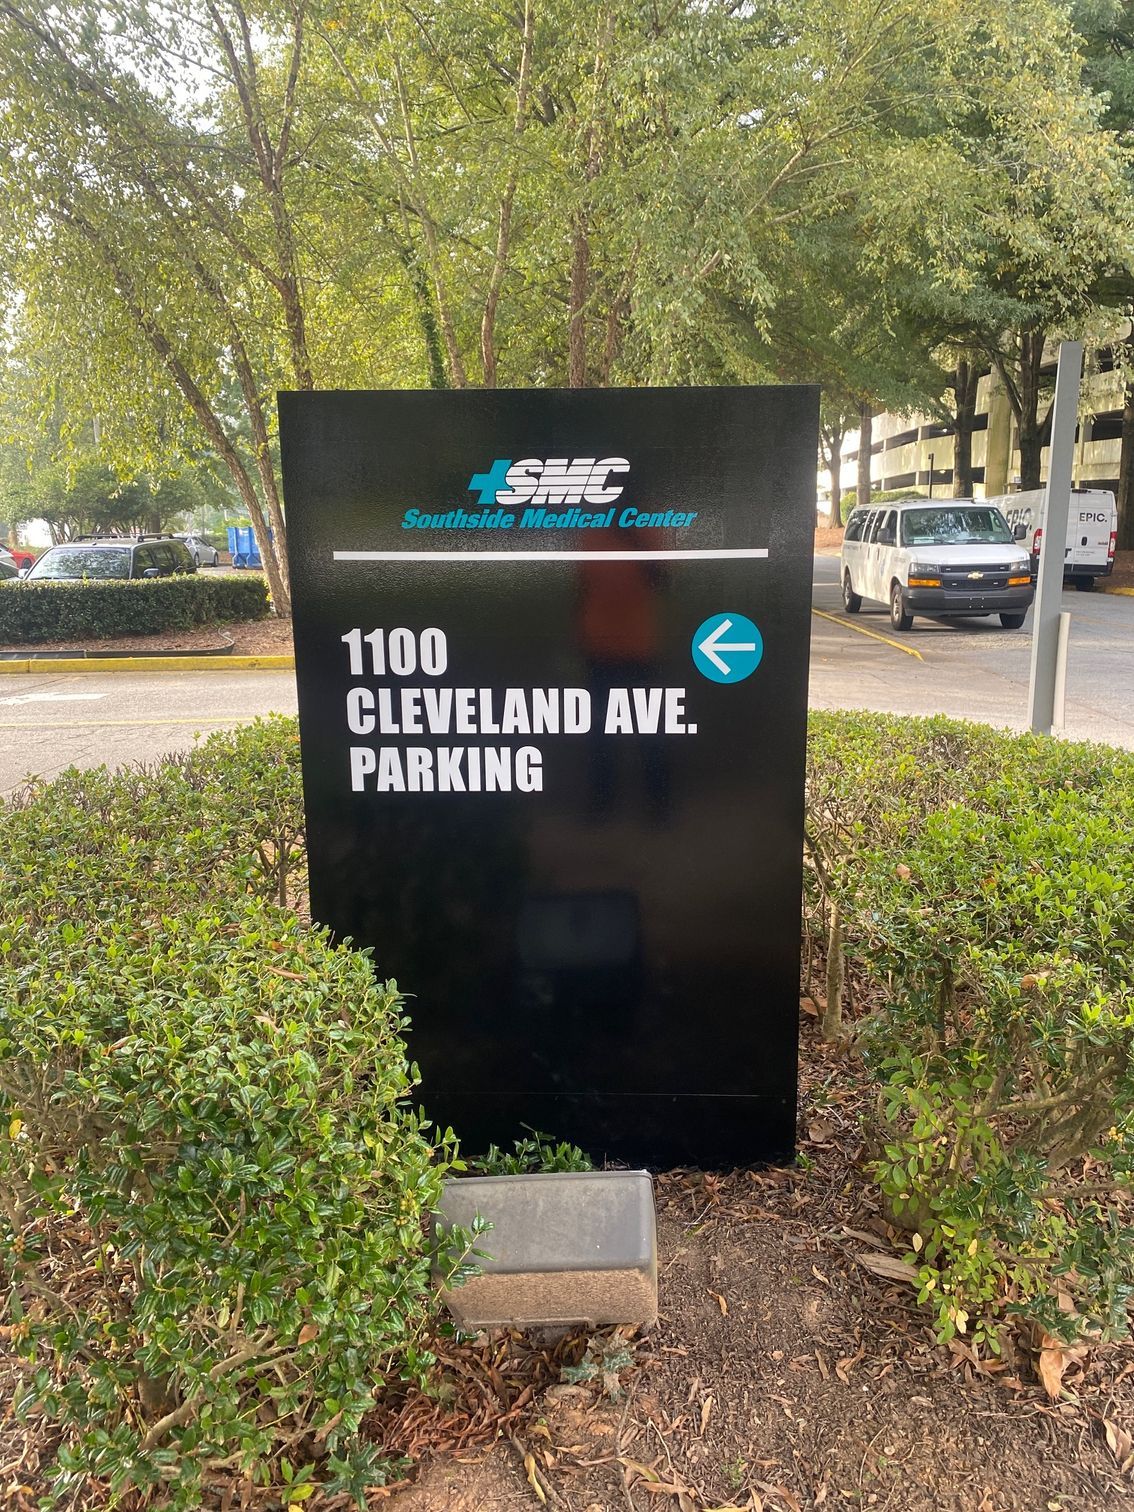 SMC
Southside Medical Center
1100
CLEVELAND AVE.
PARKING
EPIC
EPIC.